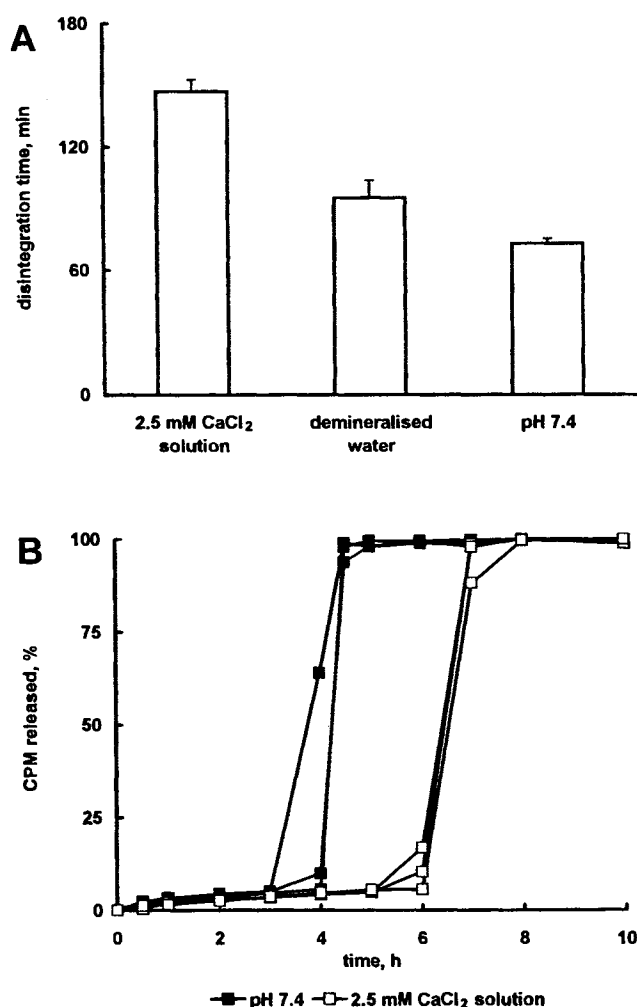 A
180
120
60
0
disintegration time, min
2.5 mM CaCl₂
solution
demineralised
water
pH 7.4
B
100
75
50
25
0
CPM released, %
0 2 4 6 8 10
time, h
pH 7.4 2.5 mM CaCl₂ solution